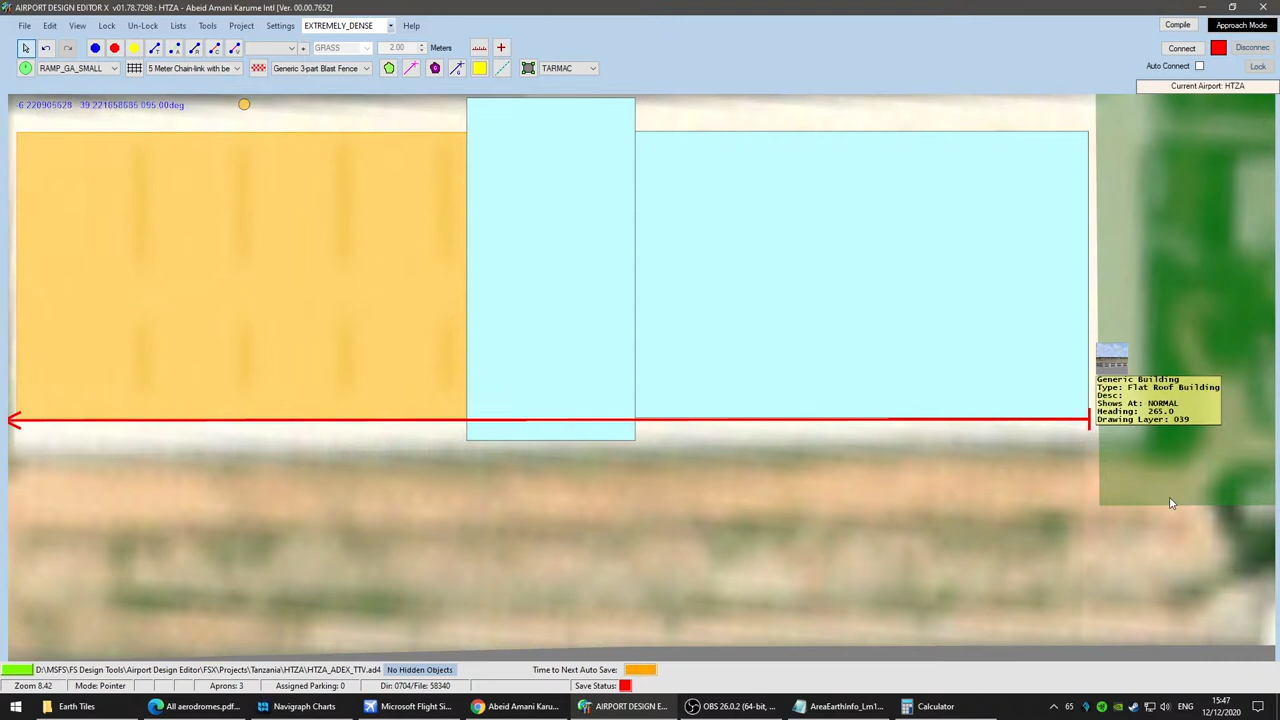 AIRPORT DESIGN EDITOR X v01.78.7298 : HTZA - Abeid Amani Karume Intl [Ver. 00.00.7652]
File Edit View Lock Un-Lock Lists Tools Project Settings EXTREMELY_DENSE Help
Compile Approach Mode
GRASS 2.00 Meters
Connect Disconnec
RAMP_GA_SMALL 5 Meter Chain-link with be Generic 3-part Blast Fence TARMAC
Auto Connect Lock
Current Airport: HTZA
Generic Building
Type: Flat Roof Building
Desc:
Shows At: NORMAL
Heading: 265.0
Drawing Layer: 039
D:\MSFS\FS Design Tools\Airport Design Editor\FSX\Projects\Tanzania\HTZA\HTZA_ADEX_TTV.ad4 No Hidden Objects Time to Next Auto Save:
Zoom 8.42 Mode: Pointer Aprons: 3 Assigned Parking: 0 Dir: 0704/File: 58340 Save Status:
Earth Tiles All aerodromes.pdf... Navigraph Charts Microsoft Flight Si... Abeid Amani Karum... AIRPORT DESIGN E... OBS 26.0.2 (64-bit, ... AreaEarthInfo_Lm1... Calculator 65
15:47
12/12/2020